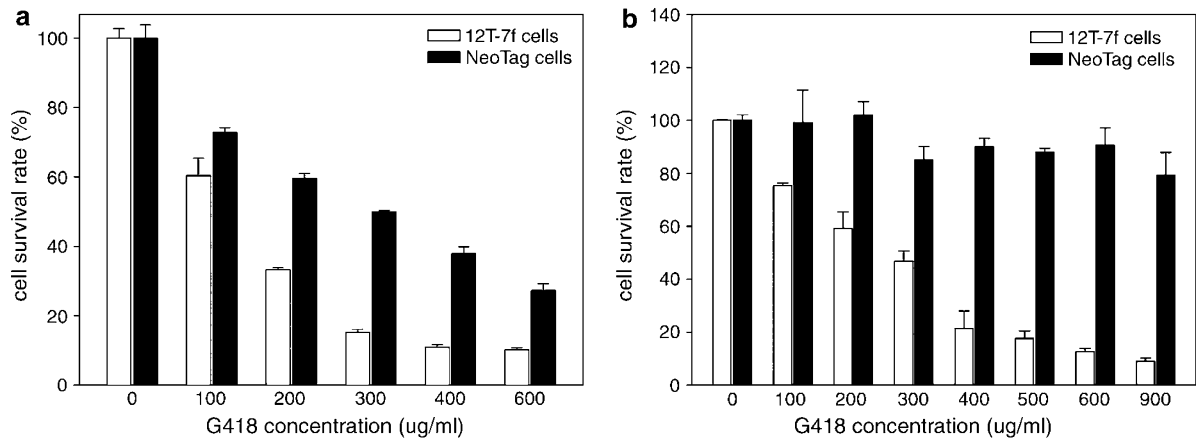 a
12T-7f cells
NeoTag cells
cell survival rate (%)
100
80
60
40
20
0
0 100 200 300 400 600
G418 concentration (ug/ml)
b
12T-7f cells
NeoTag cells
cell survival rate (%)
140
120
100
80
60
40
20
0
0 100 200 300 400 500 600 900
G418 concentration (ug/ml)